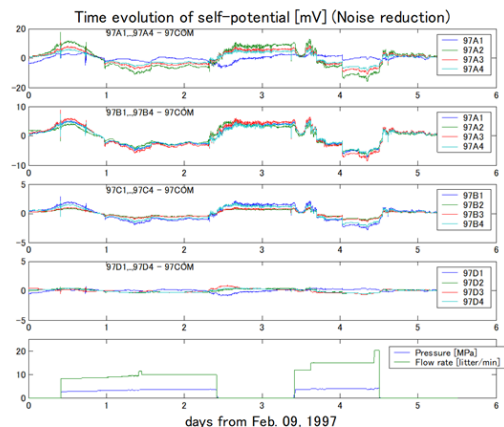 Time evolution of self-potential [mV] (Noise reduction)
20
10
0
-10
-20
97A1,..,97A4 - 97COM
97A1
97A2
97A3
97A4
0 1 2 3 4 5 6
10
0
-10
97B1,..,97B4 - 97COM
97A1
97A2
97A3
97A4
0 1 2 3 4 5 6
5
0
-5
97C1,..,97C4 - 97COM
97B1
97B2
97B3
97B4
0 1 2 3 4 5 6
5
0
-5
97D1,..,97D4 - 97COM
97D1
97D2
97D3
97D4
0 1 2 3 4 5 6
20
10
0
Pressure [MPa]
Flow rate [litter/min]
0 1 2 3 4 5 6
days from Feb. 09, 1997